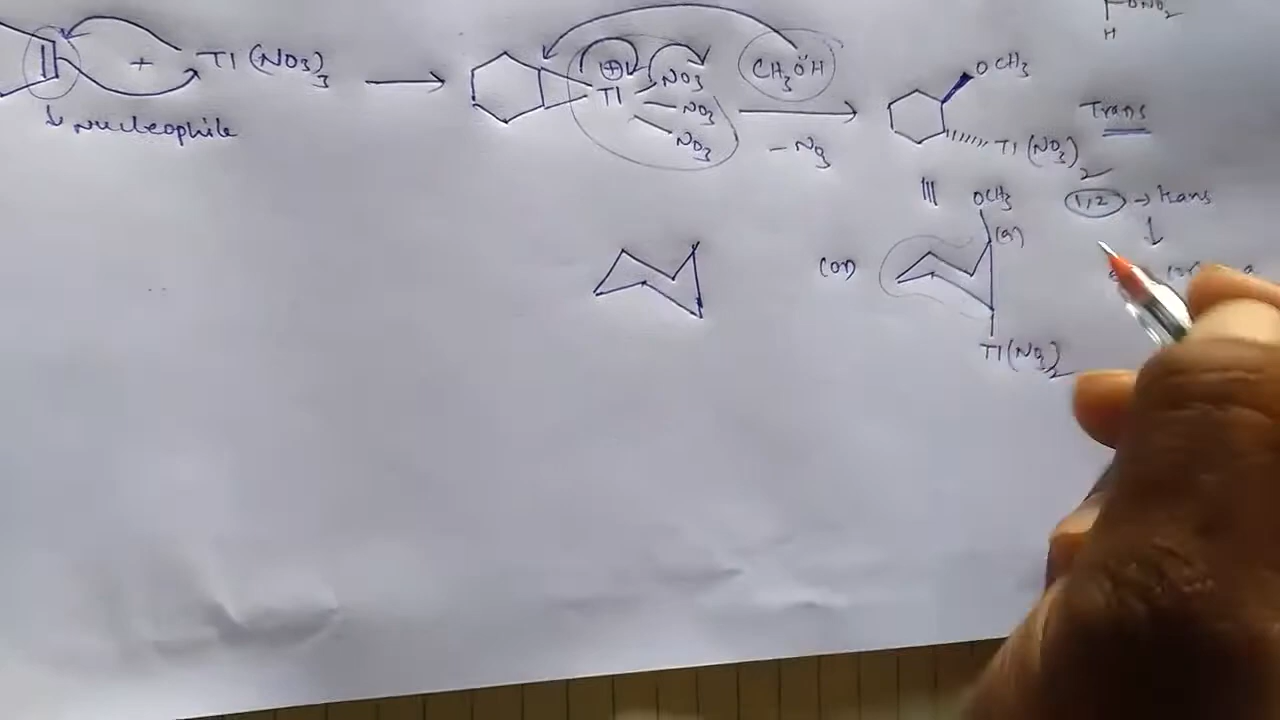 ONO2
H
+ Tl (NO3)3
Nucleophile
⊕
Tl
NO3
NO3
NO3
CH3ÖH
- NO3
OCH3
Tl (NO3)2
Trans
1,2 → trans
(or)
OCH3
(a)
Tl(NO3)2